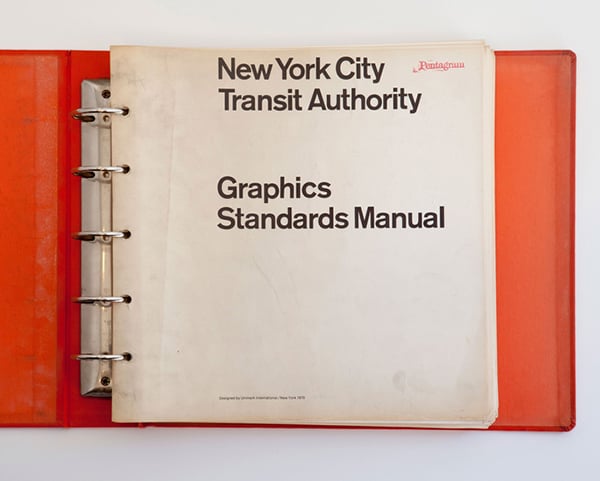 New York City
Transit Authority
Pentagram
Graphics
Standards Manual
Designed by Unimark International / New York 1970